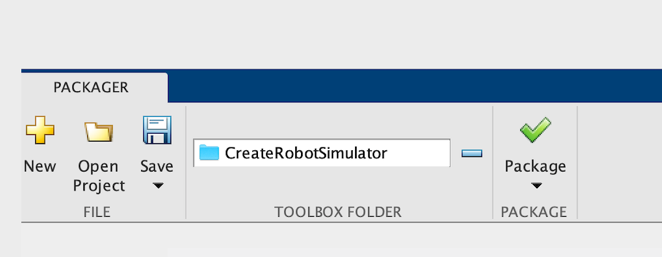 PACKAGER
New
Open
Project
Save
CreateRobotSimulator
Package
FILE
TOOLBOX FOLDER
PACKAGE